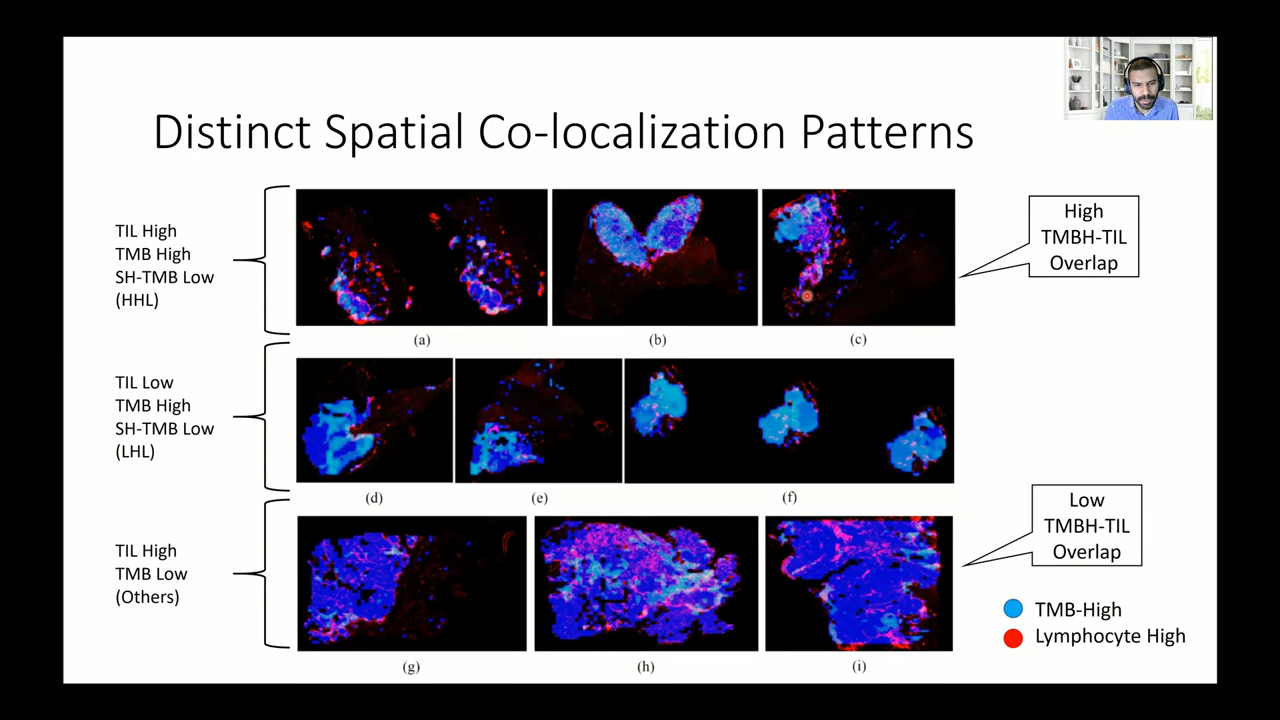 Distinct Spatial Co-localization Patterns
TIL High
TMB High
SH-TMB Low
(HHL)
High
TMBH-TIL
Overlap
(a)
(b)
(c)
TIL Low
TMB High
SH-TMB Low
(LHL)
(d)
(e)
(f)
TIL High
TMB Low
(Others)
Low
TMBH-TIL
Overlap
TMB-High
Lymphocyte High
(g)
(h)
(i)